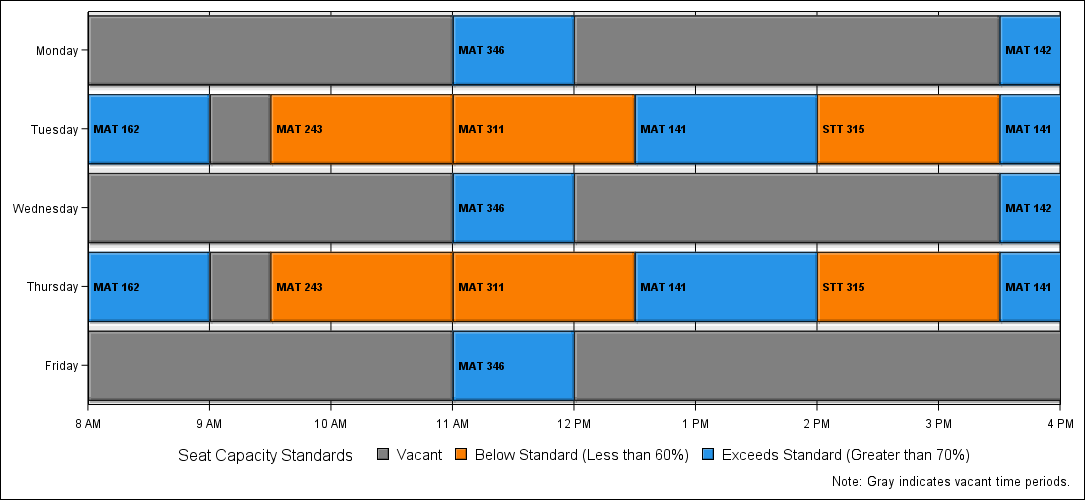 Monday MAT 346 MAT 142
Tuesday MAT 162 MAT 243 MAT 311 MAT 141 STT 315 MAT 141
Wednesday MAT 346 MAT 142
Thursday MAT 162 MAT 243 MAT 311 MAT 141 STT 315 MAT 141
Friday MAT 346
8 AM 9 AM 10 AM 11 AM 12 PM 1 PM 2 PM 3 PM 4 PM
Seat Capacity Standards Vacant Below Standard (Less than 60%) Exceeds Standard (Greater than 70%)
Note: Gray indicates vacant time periods.